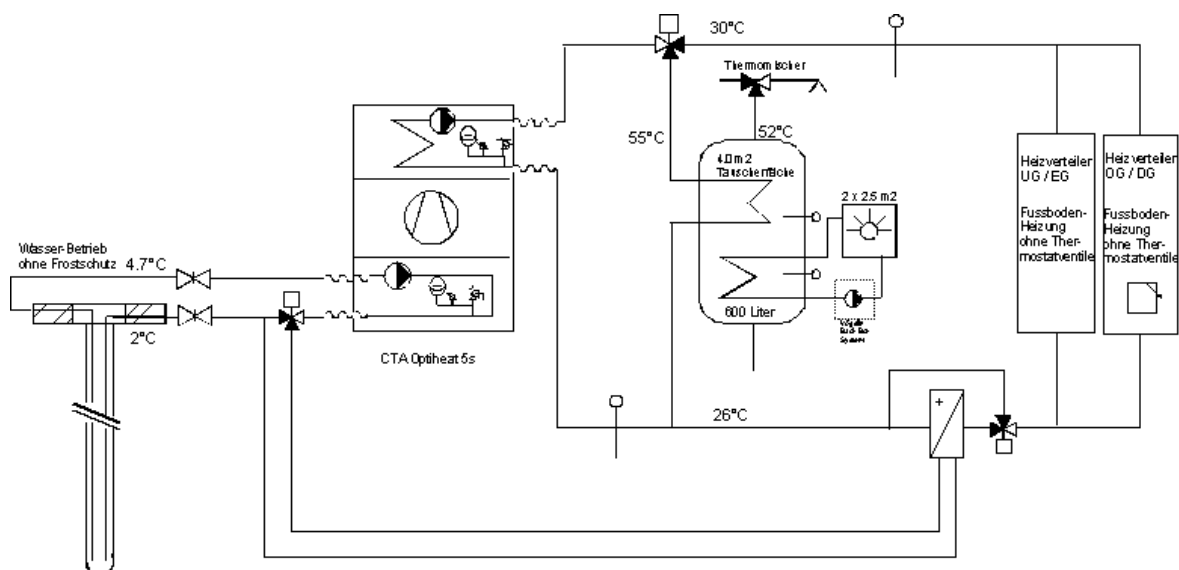 30°C
Thermomischer
55°C
52°C
4.0 m2
Tauscherfläche
2 x 2.5 m2
600 Liter
Heizverteiler
UG / EG
Fussboden-
Heizung
ohne Ther-
mostatventile
Heizverteiler
OG / DG
Fussboden-
Heizung
ohne Ther-
mostatventile
Wasser-Betrieb
ohne Frostschutz
4.7°C
2°C
CTA Optiheat 5s
26°C
+